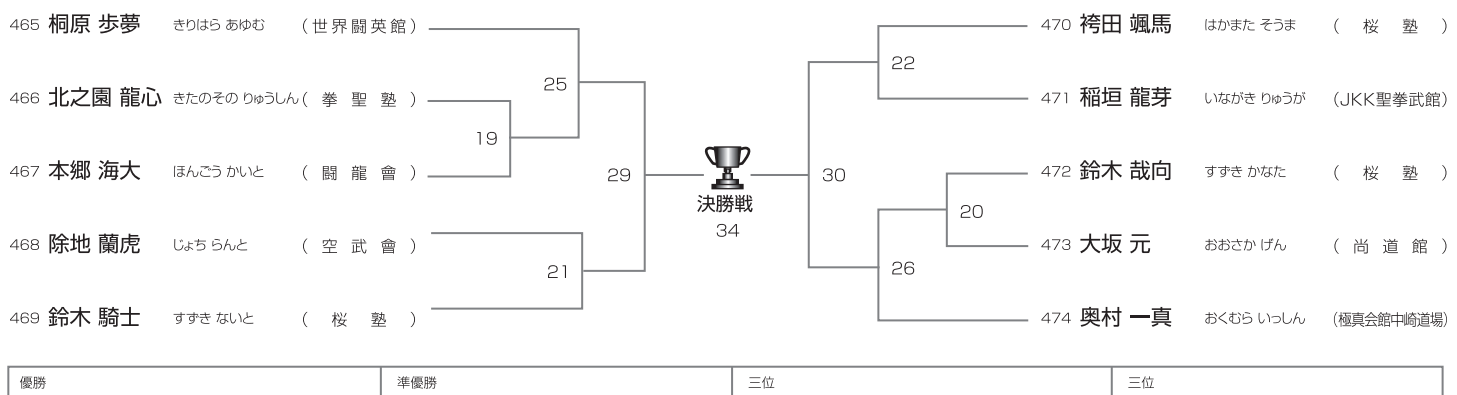 465 桐原 歩夢 きりはら あゆむ (世界闘英館)
466 北之園 龍心 きたのその りゅうしん (拳聖塾)
467 本郷 海大 ほんごう かいと (闘龍會)
468 除地 蘭虎 じょち らんと (空武會)
469 鈴木 騎士 すずき ないと (桜塾)
25
19
29
21
決勝戦
34
470 袴田 颯馬 はかまた そうま (桜塾)
471 稲垣 龍芽 いながき りゅうが (JKK聖拳武館)
472 鈴木 哉向 すずき かなた (桜塾)
473 大坂 元 おおさか げん (尚道館)
474 奥村 一真 おくむら いっしん (極真会館中崎道場)
22
30
20
26
優勝 準優勝 三位 三位